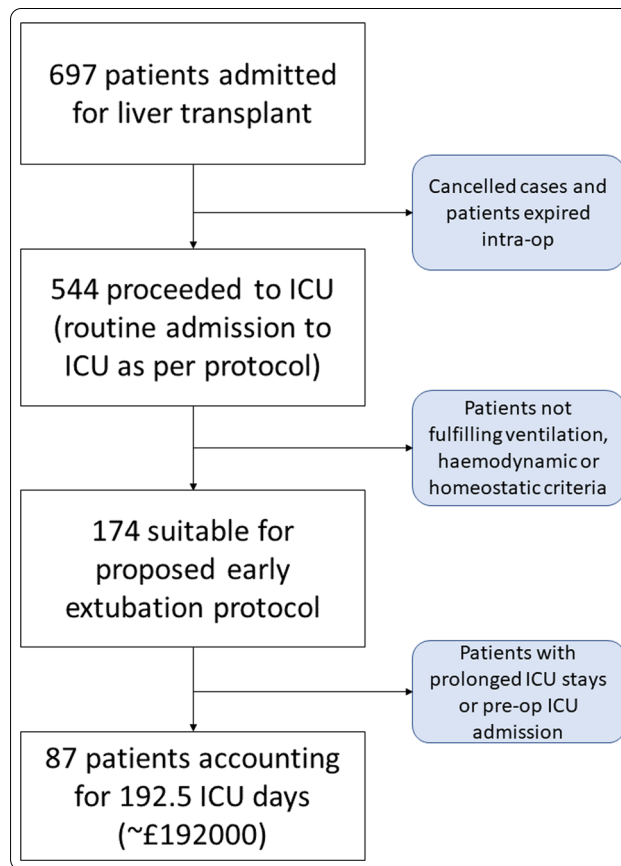 697 patients admitted
for liver transplant
Cancelled cases and
patients expired
intra-op
544 proceeded to ICU
(routine admission to
ICU as per protocol)
Patients not
fulfilling ventilation,
haemodynamic or
homeostatic criteria
174 suitable for
proposed early
extubation protocol
Patients with
prolonged ICU stays
or pre-op ICU
admission
87 patients accounting
for 192.5 ICU days
(~£192000)